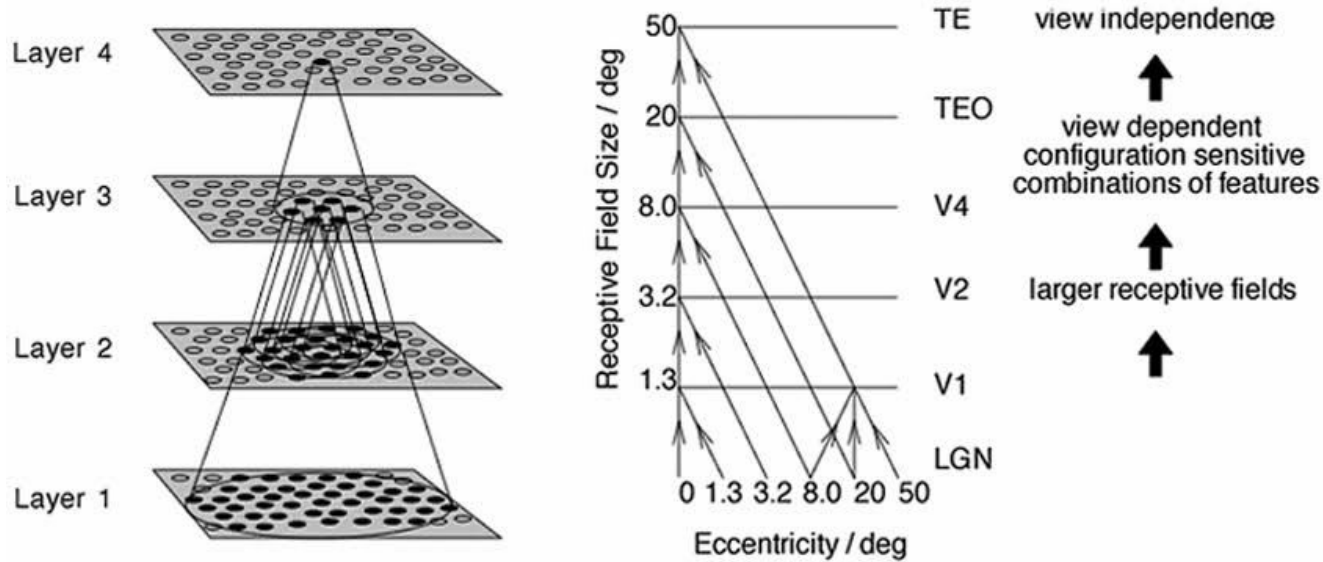 Layer 4
Layer 3
Layer 2
Layer 1
Receptive Field Size / deg
50
20
8.0
3.2
1.3
0 1.3 3.2 8.0 20 50
Eccentricity / deg
TE
TEO
V4
V2
V1
LGN
view independence
view dependent
configuration sensitive
combinations of features
larger receptive fields